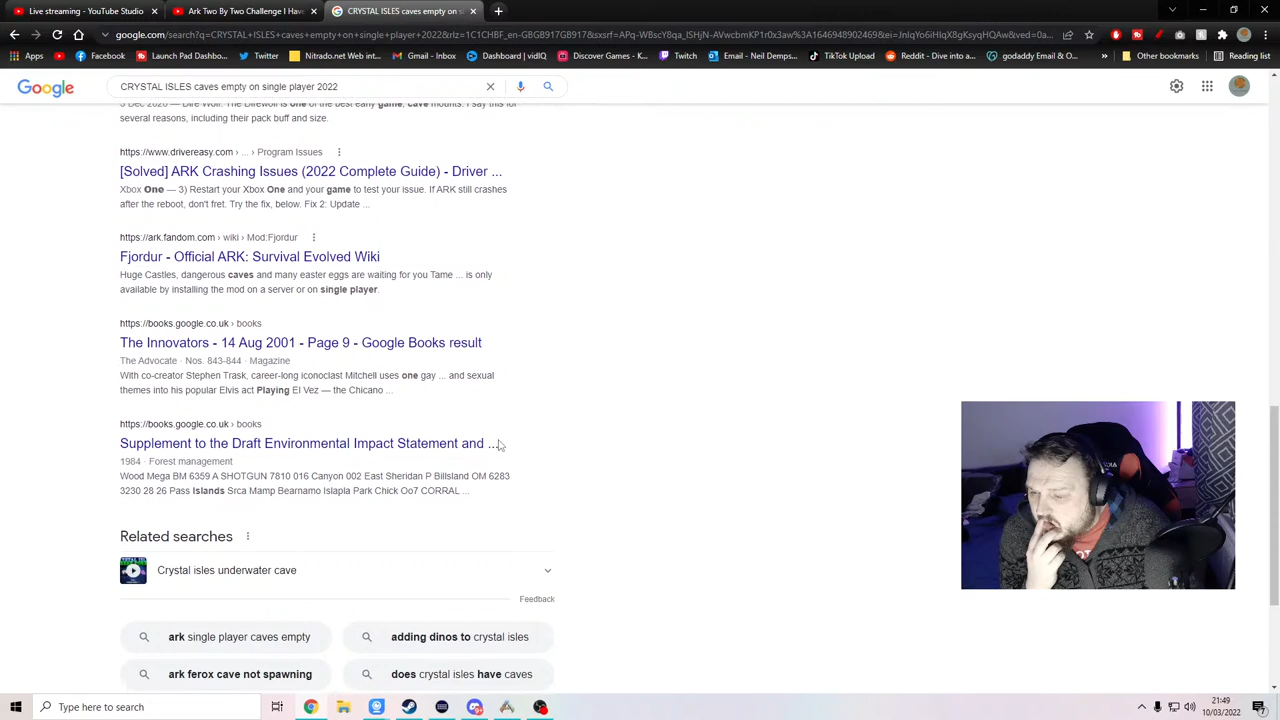 Live streaming - YouTube Studio
ARK Two By Challenge | I Have
CRYSTAL ISLES caves empty on si
google.com/search?q=CRYSTAL+ISLES+caves+empty+on+single+player+2022&rlz=1C1CHBF_en-GBGB917GB917&sxsrf=
Apps
YouTube
Facebook
Nitrado.net Web int...
Gmail - Inbox
Twitter
PayPal
Clowdio
YouTube Studio
Twitch
Email - Neil Demps...
TikTok
Reddit - Dive into a...
godaddy Email G...
Reading list
Google
CRYSTAL ISLES caves empty on single player 2022
3 Dec 2020 — Dire Wolf. The Direwolf is one of the best early game, cave mounts. I say this for
several reasons, including their pack buff and size.
https://www.drivereasy.com › ... › Program Issues
[Solved] ARK Crashing Issues (2022 Complete Guide) - Driver ...
Xbox One — 3) Restart your Xbox One and your game to test your issue. If ARK still crashes
after the reboot, don't fret. Try the fix, below. Fix 2: Update ...
https://ark.fandom.com › wiki › Mod:Fjordur
Fjordur - Official ARK: Survival Evolved Wiki
Huge Castles, dangerous caves and many easter eggs are waiting for you Tame ... is only
available by installing the mod on a server or on single player.
https://books.google.co.uk › books
The Innovators - 14 Aug 2001 - Page 9 - Google Books result
The Advocate · Nos. 843-844 · Magazine
With co-creator Stephen Trask, career-long iconoclast Mitchell uses one gay ... and sexual
themes into his popular Elvis act Playing El Vez — the Chicano ...
https://books.google.co.uk › books
Supplement to the Draft Environmental Impact Statement and ...
1984 · Forest management
Wood Mega BM 6359 A SHOTGUN 7810 016 Canyon 002 East Sheridan P Billsland OM 6283
3230 28 26 Pass Islands Srca Mamp Bearnamo Islapla Park Chick Oo7 CORRAL ...
Related searches
Crystal isles underwater cave
Feedback
ark single player caves empty
adding dinos to crystal isles
ark ferox cave not spawning
does crystal isles have caves
Type here to search
21:49
10/03/2022